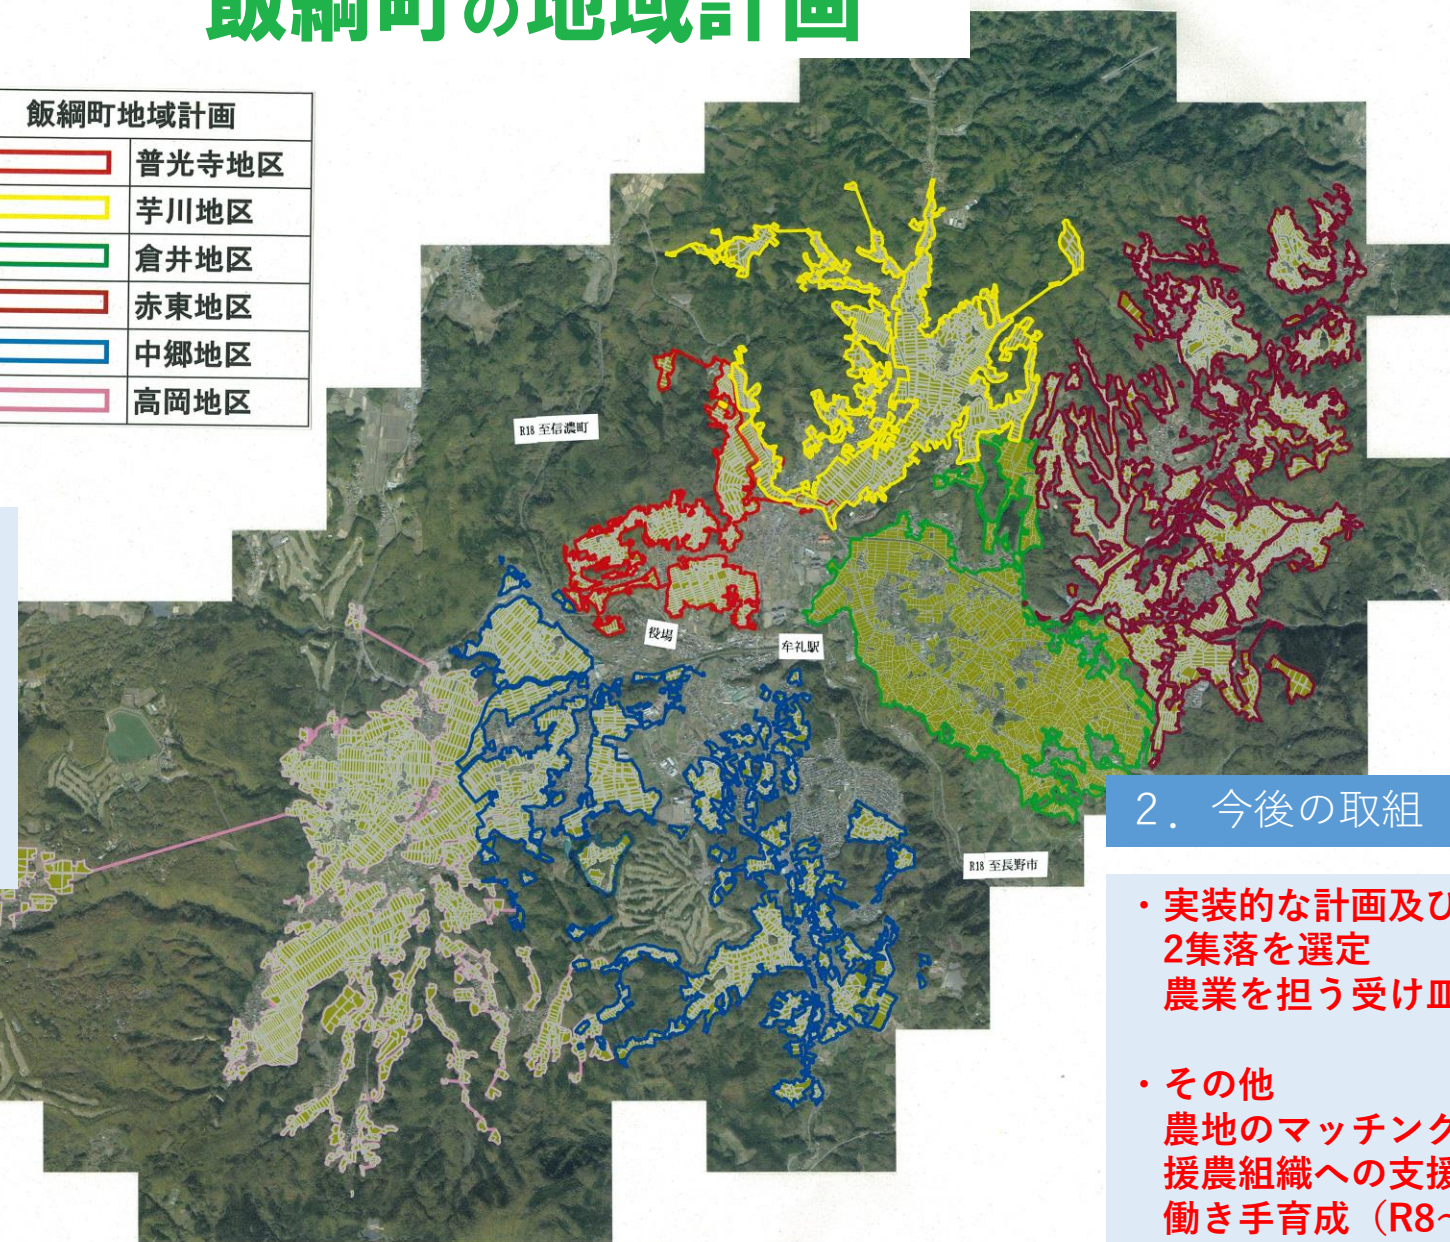 飯綱町の地域計画
飯綱町地域計画
普光寺地区
芋川地区
倉井地区
赤東地区
中郷地区
高岡地区
R18 至信濃町
役場
牟礼駅
R18 至長野市
2．今後の取組
・実装的な計画及び
2集落を選定
農業を担う受け皿
・その他
農地のマッチング
援農組織への支援
働き手育成（R8~